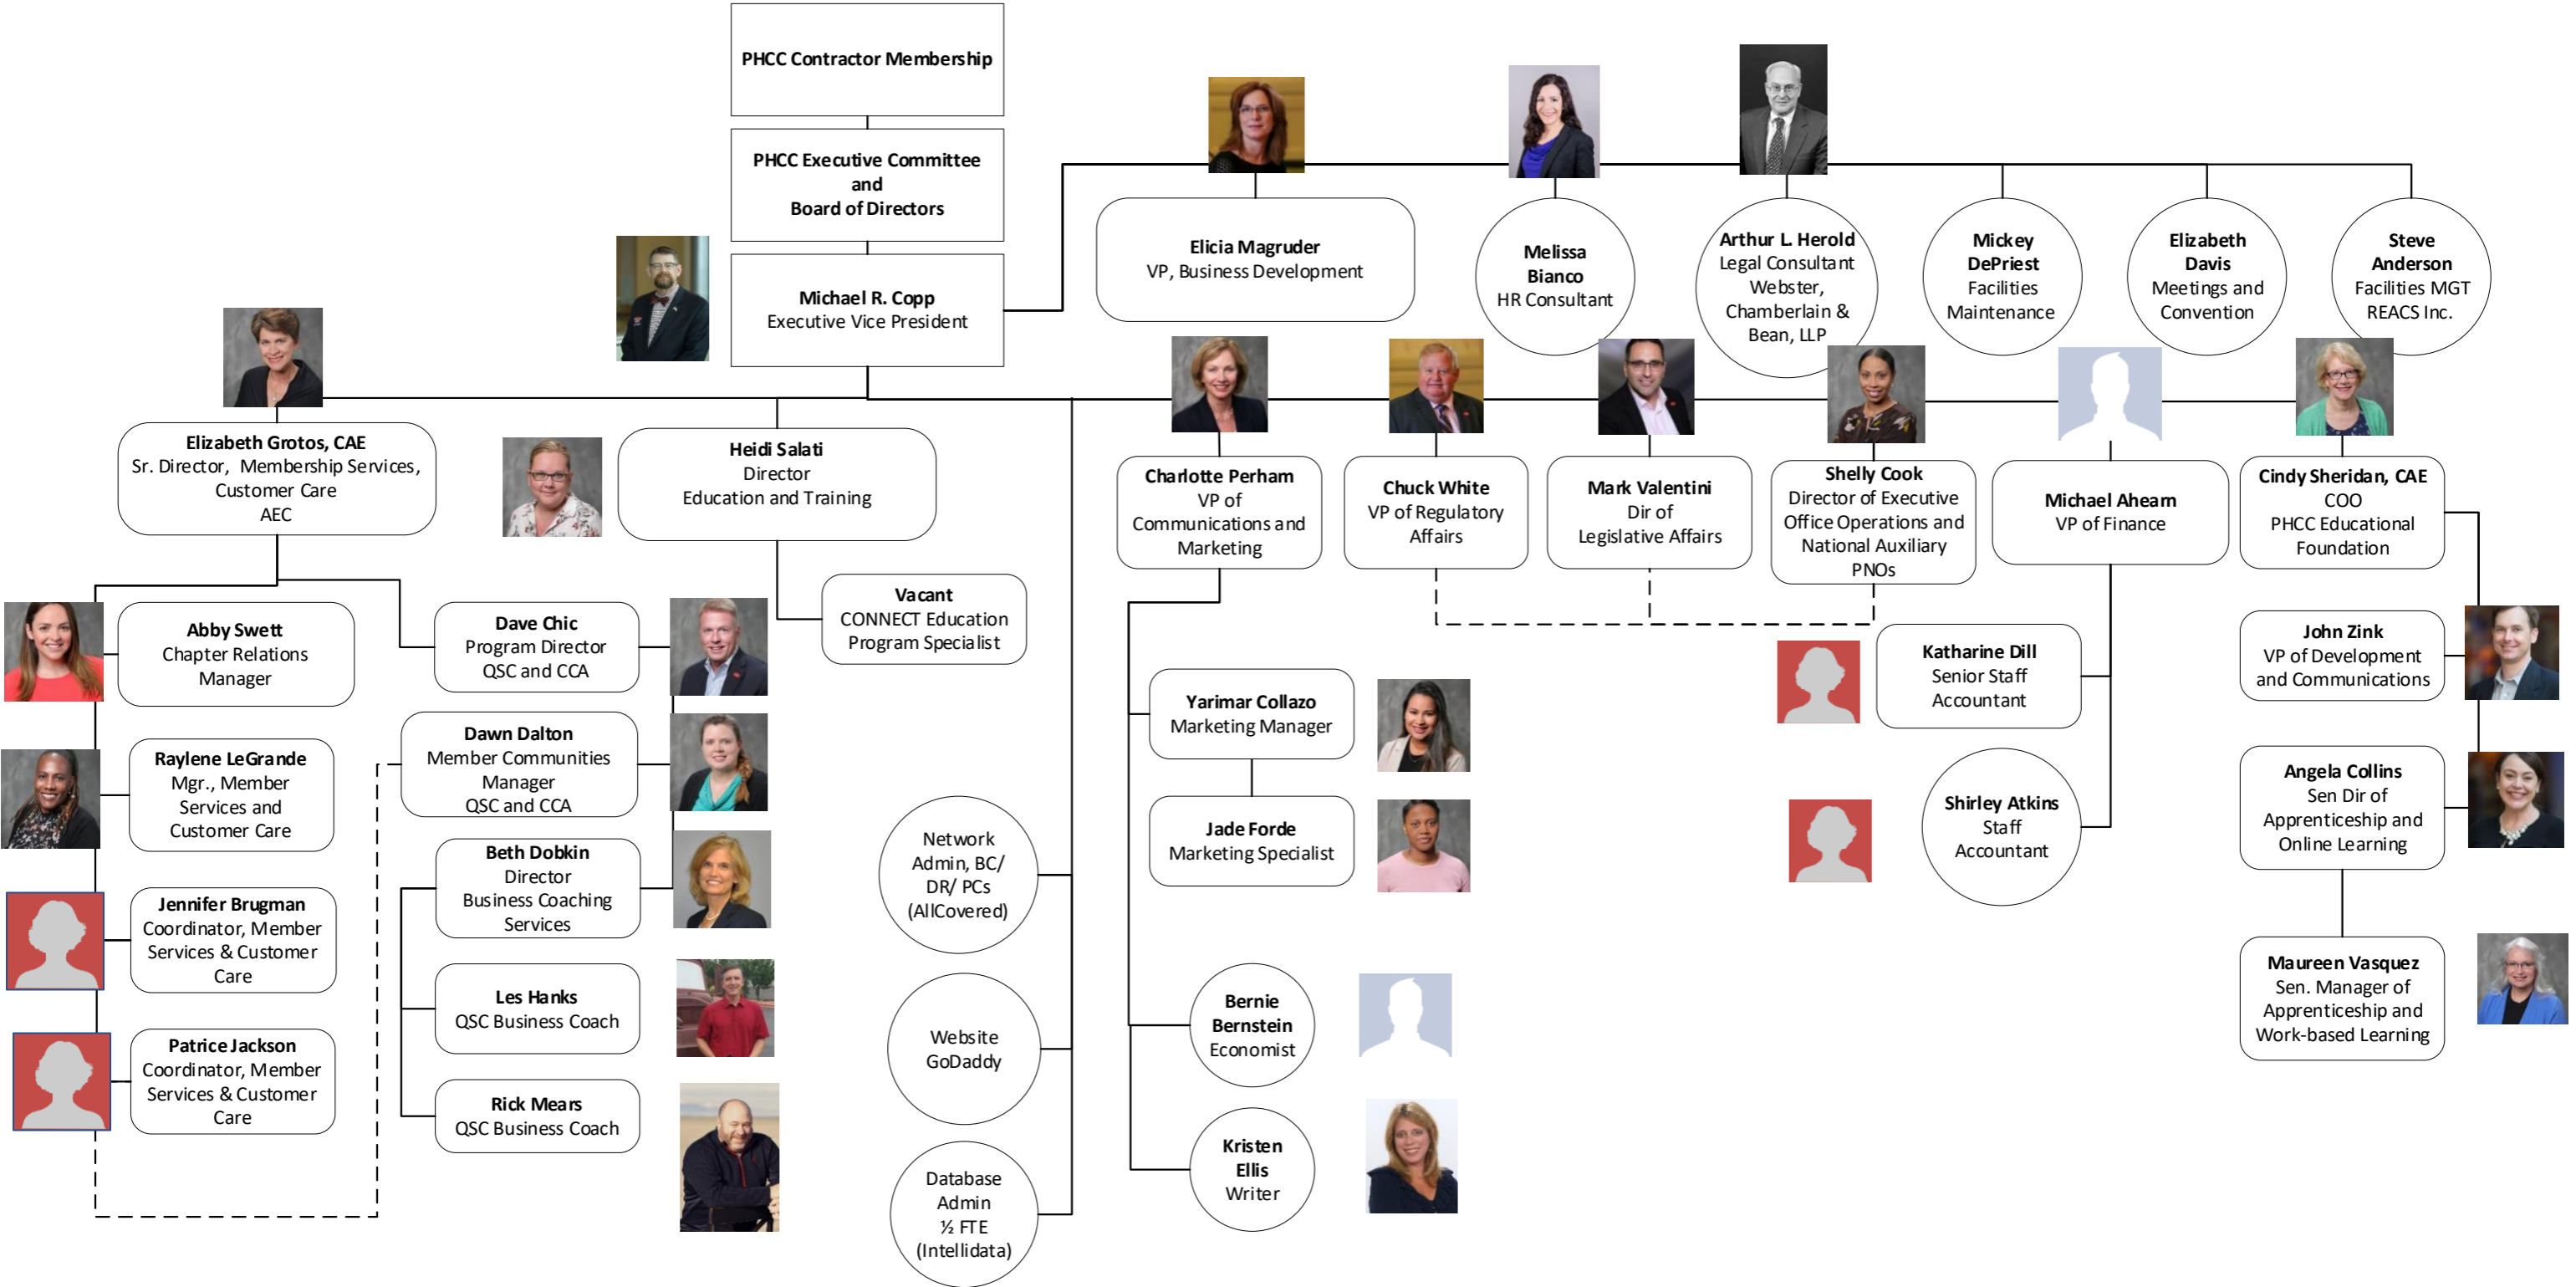 PHCC Contractor Membership
PHCC Executive Committee
and
Board of Directors
Michael R. Copp
Executive Vice President
Elicia Magruder
VP, Business Development
Melissa
Bianco
HR Consultant
Arthur L. Herold
Legal Consultant
Webster,
Chamberlain &
Bean, LLP
Mickey
DePriest
Facilities
Maintenance
Elizabeth
Davis
Meetings and
Convention
Steve
Anderson
Facilities MGT
REACS Inc.
Elizabeth Grotos, CAE
Sr. Director, Membership Services,
Customer Care
AEC
Heidi Salati
Director
Education and Training
Charlotte Perham
VP of
Communications and
Marketing
Chuck White
VP of Regulatory
Affairs
Mark Valentini
Dir of
Legislative Affairs
Shelly Cook
Director of Executive
Office Operations and
National Auxiliary
PNOs
Michael Ahearn
VP of Finance
Cindy Sheridan, CAE
COO
PHCC Educational
Foundation
Abby Swett
Chapter Relations
Manager
Raylene LeGrande
Mgr., Member
Services and
Customer Care
Jennifer Brugman
Coordinator, Member
Services & Customer
Care
Patrice Jackson
Coordinator, Member
Services & Customer
Care
Dave Chic
Program Director
QSC and CCA
Dawn Dalton
Member Communities
Manager
QSC and CCA
Beth Dobkin
Director
Business Coaching
Services
Les Hanks
QSC Business Coach
Rick Mears
QSC Business Coach
Vacant
CONNECT Education
Program Specialist
Network
Admin, BC/
DR/ PCs
(AllCovered)
Website
GoDaddy
Database
Admin
½ FTE
(Intellidata)
Yarimar Collazo
Marketing Manager
Jade Forde
Marketing Specialist
Bernie
Bernstein
Economist
Kristen
Ellis
Writer
Katharine Dill
Senior Staff
Accountant
Shirley Atkins
Staff
Accountant
John Zink
VP of Development
and Communications
Angela Collins
Sen Dir of
Apprenticeship and
Online Learning
Maureen Vasquez
Sen. Manager of
Apprenticeship and
Work-based Learning